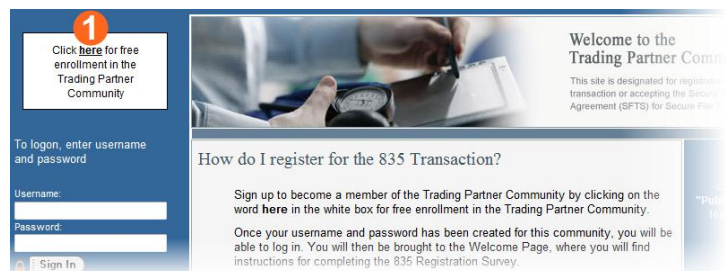 1
Click here for free
enrollment in the
Trading Partner
Community
To logon, enter username
and password
Username:
Password:
Sign In
Welcome to the
Trading Partner
This site is designated for
transaction or accepting the Secure
Agreement (SFTS) for Secure File
How do I register for the 835 Transaction?
Sign up to become a member of the Trading Partner Community by clicking on the
word here in the white box for free enrollment in the Trading Partner Community.
Once your username and password has been created for this community, you will be
able to log in. You will then be brought to the Welcome Page, where you will find
instructions for completing the 835 Registration Survey.